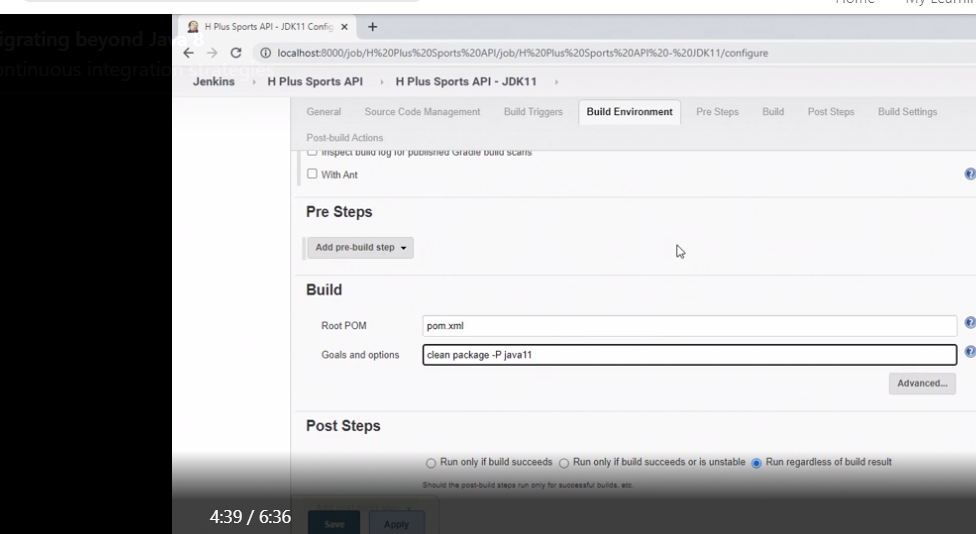 Home My Learni
H Plus Sports API - JDK11 Config
igrating beyond Java 8
ontinuous integration strategies
localhost:8000/job/H%20Plus%20Sports%20API/job/H%20Plus%20Sports%20API%20-%20JDK11/configure
Jenkins H Plus Sports API H Plus Sports API - JDK11
General Source Code Management Build Triggers Build Environment Pre Steps Build Post Steps Build Settings
Post-build Actions
Inspect build log for published Gradle build scans
With Ant
Pre Steps
Add pre-build step
Build
Root POM pom.xml
Goals and options clean package -P java11
Advanced...
Post Steps
Run only if build succeeds Run only if build succeeds or is unstable Run regardless of build result
Should the post-build steps run only for successful builds, etc.
4:39 / 6:36
Save Apply